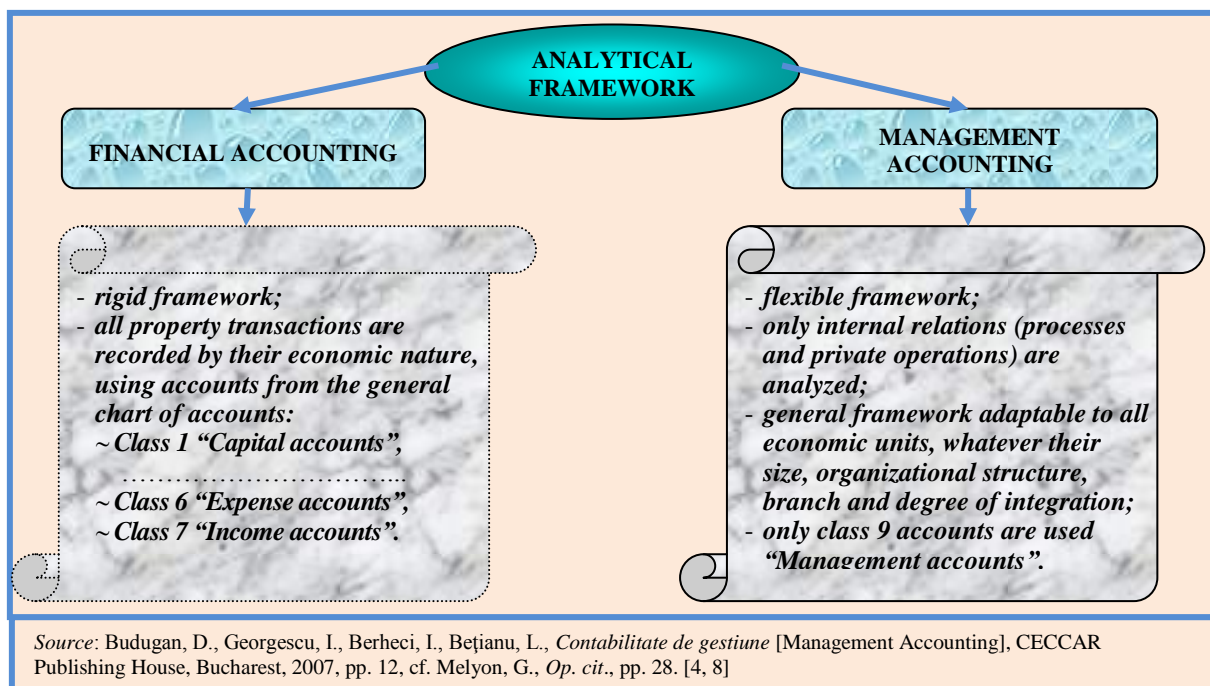 ANALYTICAL
FRAMEWORK
FINANCIAL ACCOUNTING
MANAGEMENT
ACCOUNTING
- rigid framework;
- all property transactions are
recorded by their economic nature,
using accounts from the general
chart of accounts:
~ Class 1 “Capital accounts”,
……………………………..
~ Class 6 “Expense accounts”,
~ Class 7 “Income accounts”.
- flexible framework;
- only internal relations (processes
and private operations) are
analyzed;
- general framework adaptable to all
economic units, whatever their
size, organizational structure,
branch and degree of integration;
- only class 9 accounts are used
“Management accounts”.
Source: Budugan, D., Georgescu, I., Berheci, I., Beţianu, L., Contabilitate de gestiune [Management Accounting], CECCAR
Publishing House, Bucharest, 2007, pp. 12, cf. Melyon, G., Op. cit., pp. 28. [4, 8]